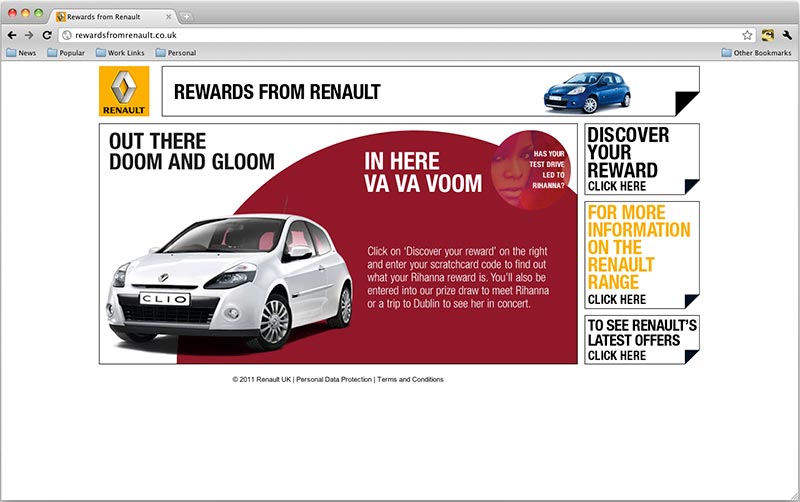 Rewards from Renault
rewardsfromrenault.co.uk
News
Popular
Work Links
Personal
Other Bookmarks
RENAULT
REWARDS FROM RENAULT
OUT THERE
DOOM AND GLOOM
IN HERE
VA VA VOOM
HAS YOUR
TEST DRIVE
LED TO
RIHANNA?
CLIO
Click on ‘Discover your reward’ on the right
and enter your scratchcard code to find out
what your Rihanna reward is. You’ll also be
entered into our prize draw to meet Rihanna
or a trip to Dublin to see her in concert.
DISCOVER
YOUR
REWARD
CLICK HERE
FOR MORE
INFORMATION
ON THE
RENAULT
RANGE
CLICK HERE
TO SEE RENAULT’S
LATEST OFFERS
CLICK HERE
© 2011 Renault UK | Personal Data Protection | Terms and Conditions